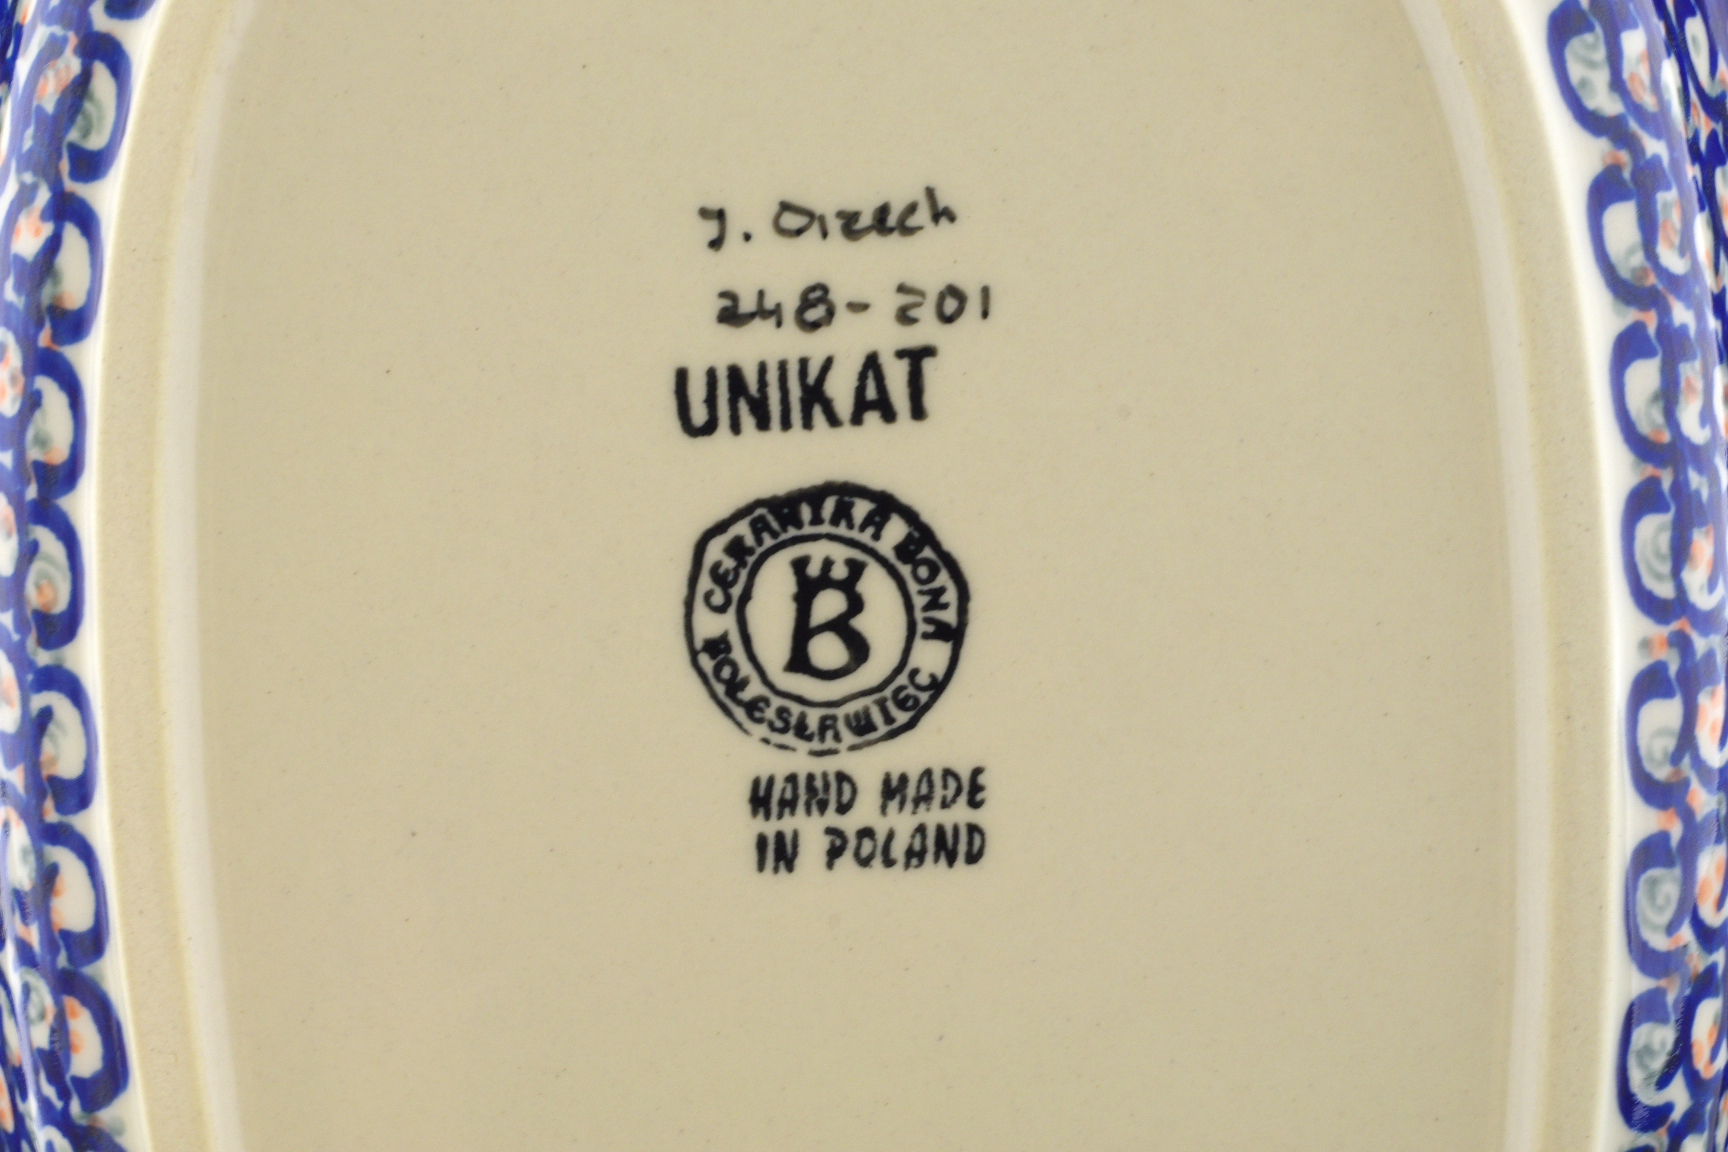 J. Orzech
248-201
UNIKAT
CERAMIKA BONA
B
BOLESŁAWIEC
HAND MADE
IN POLAND